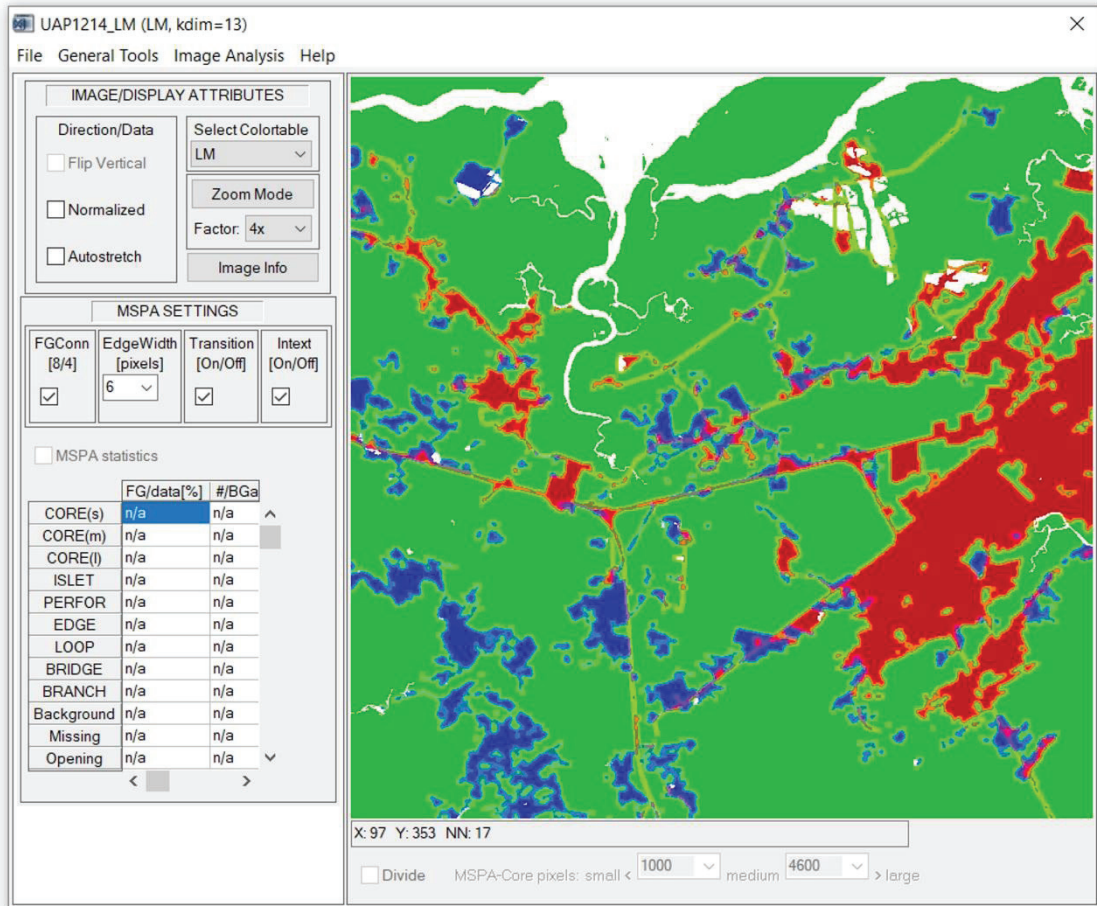 UAP1214_LM (LM, kdim=13)
File General Tools Image Analysis Help
IMAGE/DISPLAY ATTRIBUTES
Direction/Data
Flip Vertical
Normalized
Autostretch
Select Colortable
LM
Zoom Mode
Factor: 4x
Image Info
MSPA SETTINGS
FGConn EdgeWidth Transition Intext
[8/4] [pixels] [On/Off] [On/Off]
6
MSPA statistics
FG/data[%] #/BGa
CORE(s) n/a n/a
CORE(m) n/a n/a
CORE(l) n/a n/a
ISLET n/a n/a
PERFOR n/a n/a
EDGE n/a n/a
LOOP n/a n/a
BRIDGE n/a n/a
BRANCH n/a n/a
Background n/a n/a
Missing n/a n/a
Opening n/a n/a
X: 97 Y: 353 NN: 17
Divide MSPA-Core pixels: small < 1000 medium 4600 > large